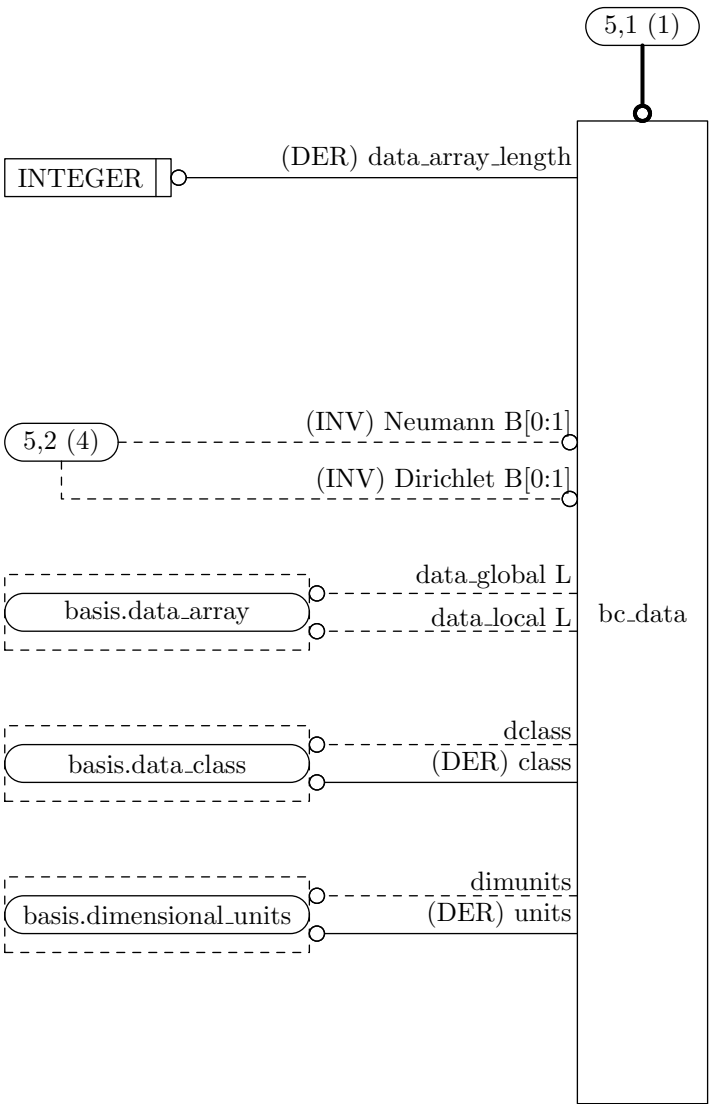 5,1 (1)
(DER) data_array_length
INTEGER
(INV) Neumann B[0:1]
5,2 (4)
(INV) Dirichlet B[0:1]
data_global L
basis.data_array
data_local L
bc_data
dclass
basis.data_class
(DER) class
dimunits
basis.dimensional_units
(DER) units